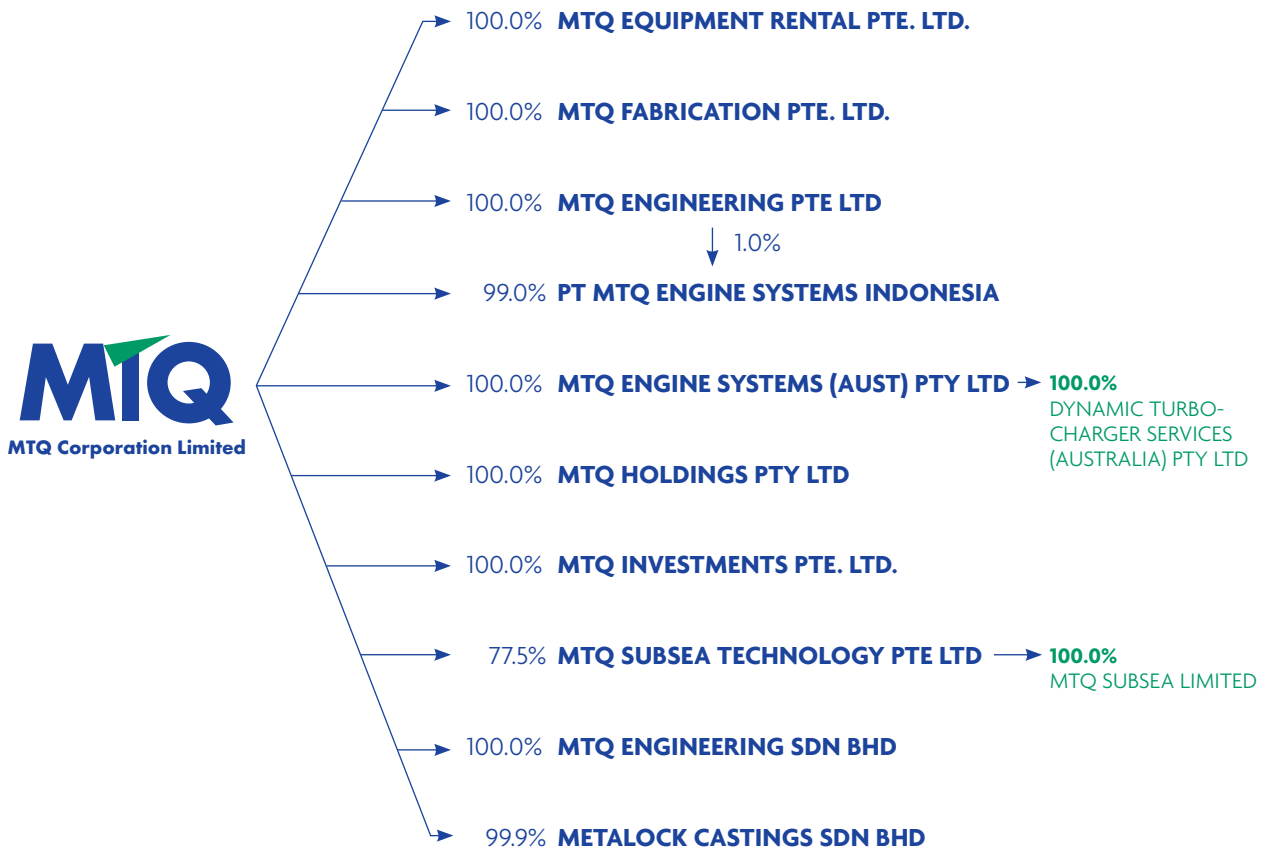 100.0% MTQ EQUIPMENT RENTAL PTE. LTD.
100.0% MTQ FABRICATION PTE. LTD.
100.0% MTQ ENGINEERING PTE LTD
1.0%
99.0% PT MTQ ENGINE SYSTEMS INDONESIA
MTQ
MTQ Corporation Limited
100.0% MTQ ENGINE SYSTEMS (AUST) PTY LTD
100.0%
DYNAMIC TURBO-
CHARGER SERVICES
(AUSTRALIA) PTY LTD
100.0% MTQ HOLDINGS PTY LTD
100.0% MTQ INVESTMENTS PTE. LTD.
77.5% MTQ SUBSEA TECHNOLOGY PTE LTD
100.0%
MTQ SUBSEA LIMITED
100.0% MTQ ENGINEERING SDN BHD
99.9% METALOCK CASTINGS SDN BHD